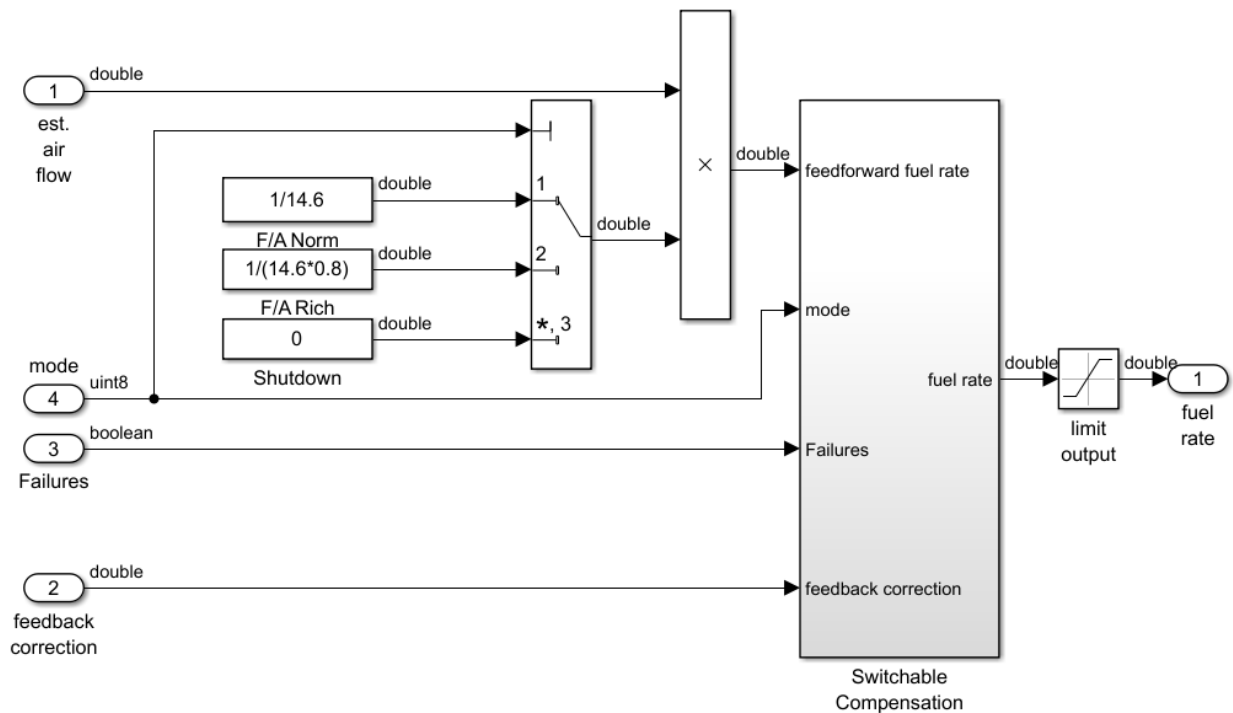 double
1
est.
air
flow
1/14.6
double
F/A Norm
1/(14.6*0.8)
double
F/A Rich
0
double
Shutdown
1
2
*, 3
double
×
double
mode
4
uint8
boolean
3
Failures
double
2
feedback
correction
feedforward fuel rate
mode
Failures
feedback correction
fuel rate
Switchable
Compensation
double
limit
output
double
1
fuel
rate